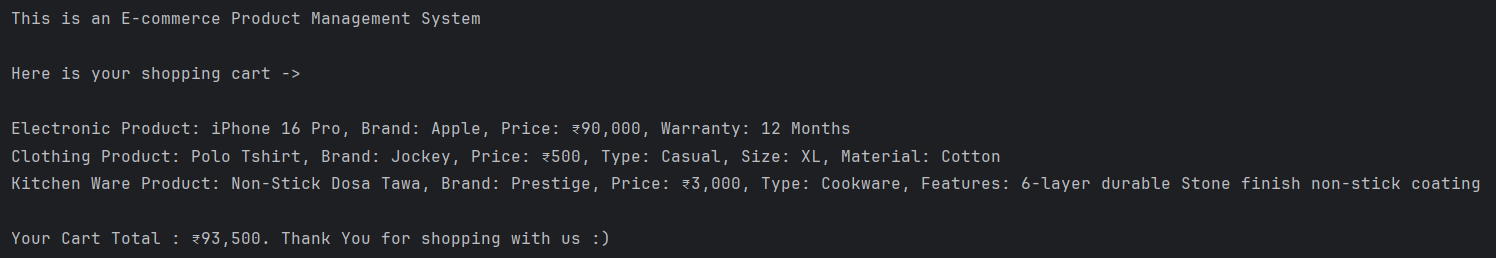 This is an E-commerce Product Management System
Here is your shopping cart ->
Electronic Product: iPhone 16 Pro, Brand: Apple, Price: ₹90,000, Warranty: 12 Months
Clothing Product: Polo Tshirt, Brand: Jockey, Price: ₹500, Type: Casual, Size: XL, Material: Cotton
Kitchen Ware Product: Non-Stick Dosa Tawa, Brand: Prestige, Price: ₹3,000, Type: Cookware, Features: 6-layer durable Stone finish non-stick coating
Your Cart Total : ₹93,500. Thank You for shopping with us :)